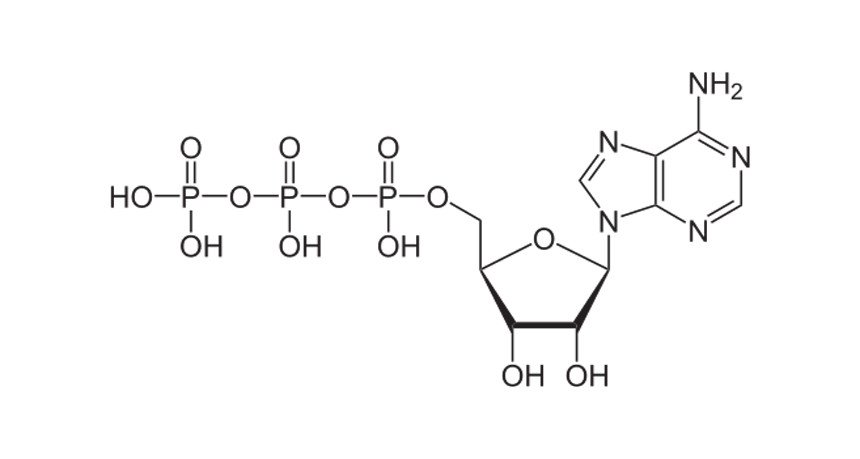 NH₂
O O O N N
HO P O P O P O N N
OH OH OH O
OH OH